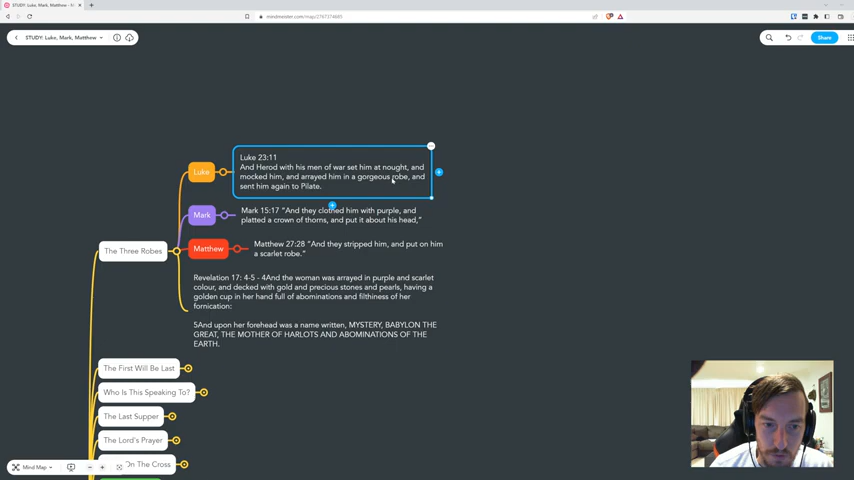 STUDY: Luke, Mark, Matthew - M
mindmeister.com/map/2767374665
STUDY: Luke, Mark, Matthew
Share
Luke
Luke 23:11
And Herod with his men of war set him at nought, and
mocked him, and arrayed him in a gorgeous robe, and
sent him again to Pilate.
Mark
Mark 15:17 “And they clothed him with purple, and
platted a crown of thorns, and put it about his head,”
The Three Robes
Matthew
Matthew 27:28 “And they stripped him, and put on him
a scarlet robe.”
Revelation 17: 4-5 - 4And the woman was arrayed in purple and scarlet
colour, and decked with gold and precious stones and pearls, having a
golden cup in her hand full of abominations and filthiness of her
fornication:
5And upon her forehead was a name written, MYSTERY, BABYLON THE
GREAT, THE MOTHER OF HARLOTS AND ABOMINATIONS OF THE
EARTH.
The First Will Be Last
Who Is This Speaking To?
The Last Supper
The Lord's Prayer
On The Cross
Mind Map